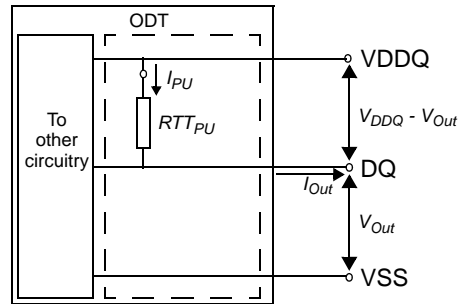 ODT
VDDQ
I_PU
To
other
circuitry
RTT_PU
V_DDQ - V_Out
DQ
I_Out
V_Out
VSS